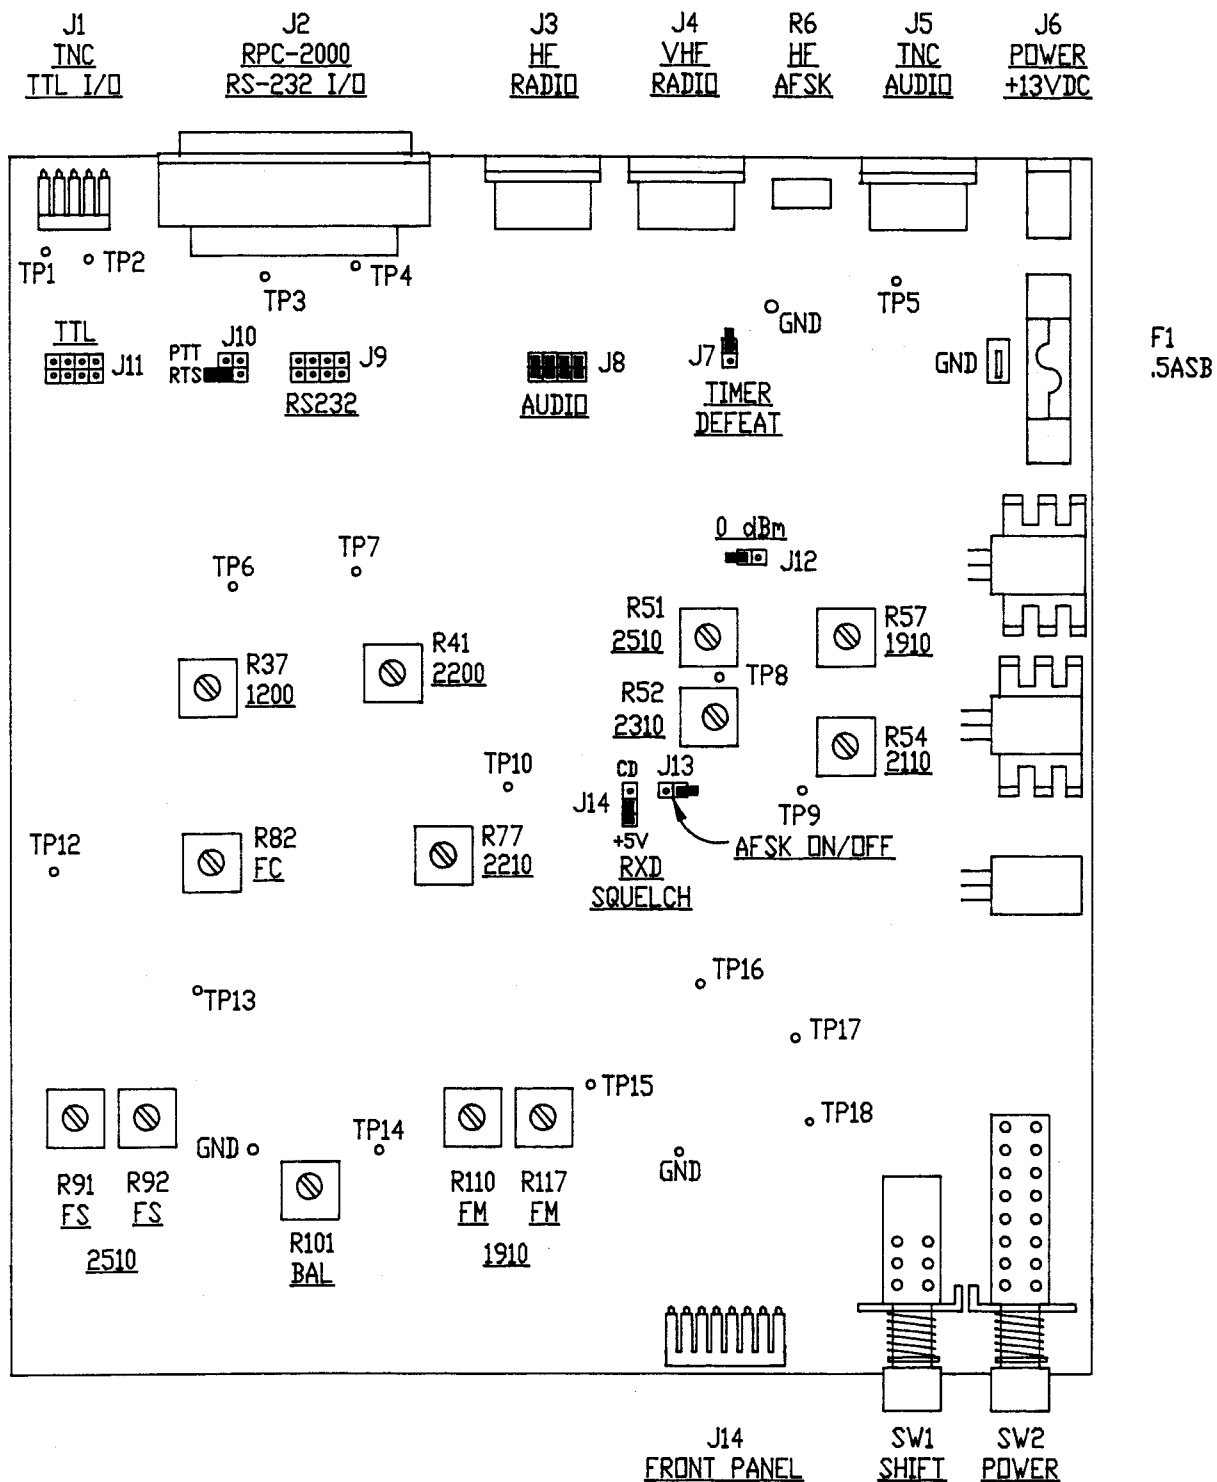 J1
TNC
TTL I/O
J2
RPC-2000
RS-232 I/O
J3
HF
RADIO
J4
VHF
RADIO
R6
HF
AFSK
J5
TNC
AUDIO
J6
POWER
+13VDC
TP1
TP2
TP3
TP4
TP5
GND
TTL
J11
PTT
RTS
J10
J9
RS232
J8
AUDIO
J7
TIMER
DEFEAT
GND
F1
.5ASB
0 dBm
J12
TP6
TP7
R51
2510
R57
1910
R37
1200
R41
2200
TP8
R52
2310
R54
2110
TP10
CD
J13
J14
+5V
RXD
SQUELCH
TP9
AFSK ON/OFF
TP12
R82
FC
R77
2210
TP13
TP16
TP17
TP15
TP18
GND
TP14
GND
R91
FS
R92
FS
2510
R101
BAL
R110
FM
R117
FM
1910
J14
FRONT PANEL
SW1
SHIFT
SW2
POWER